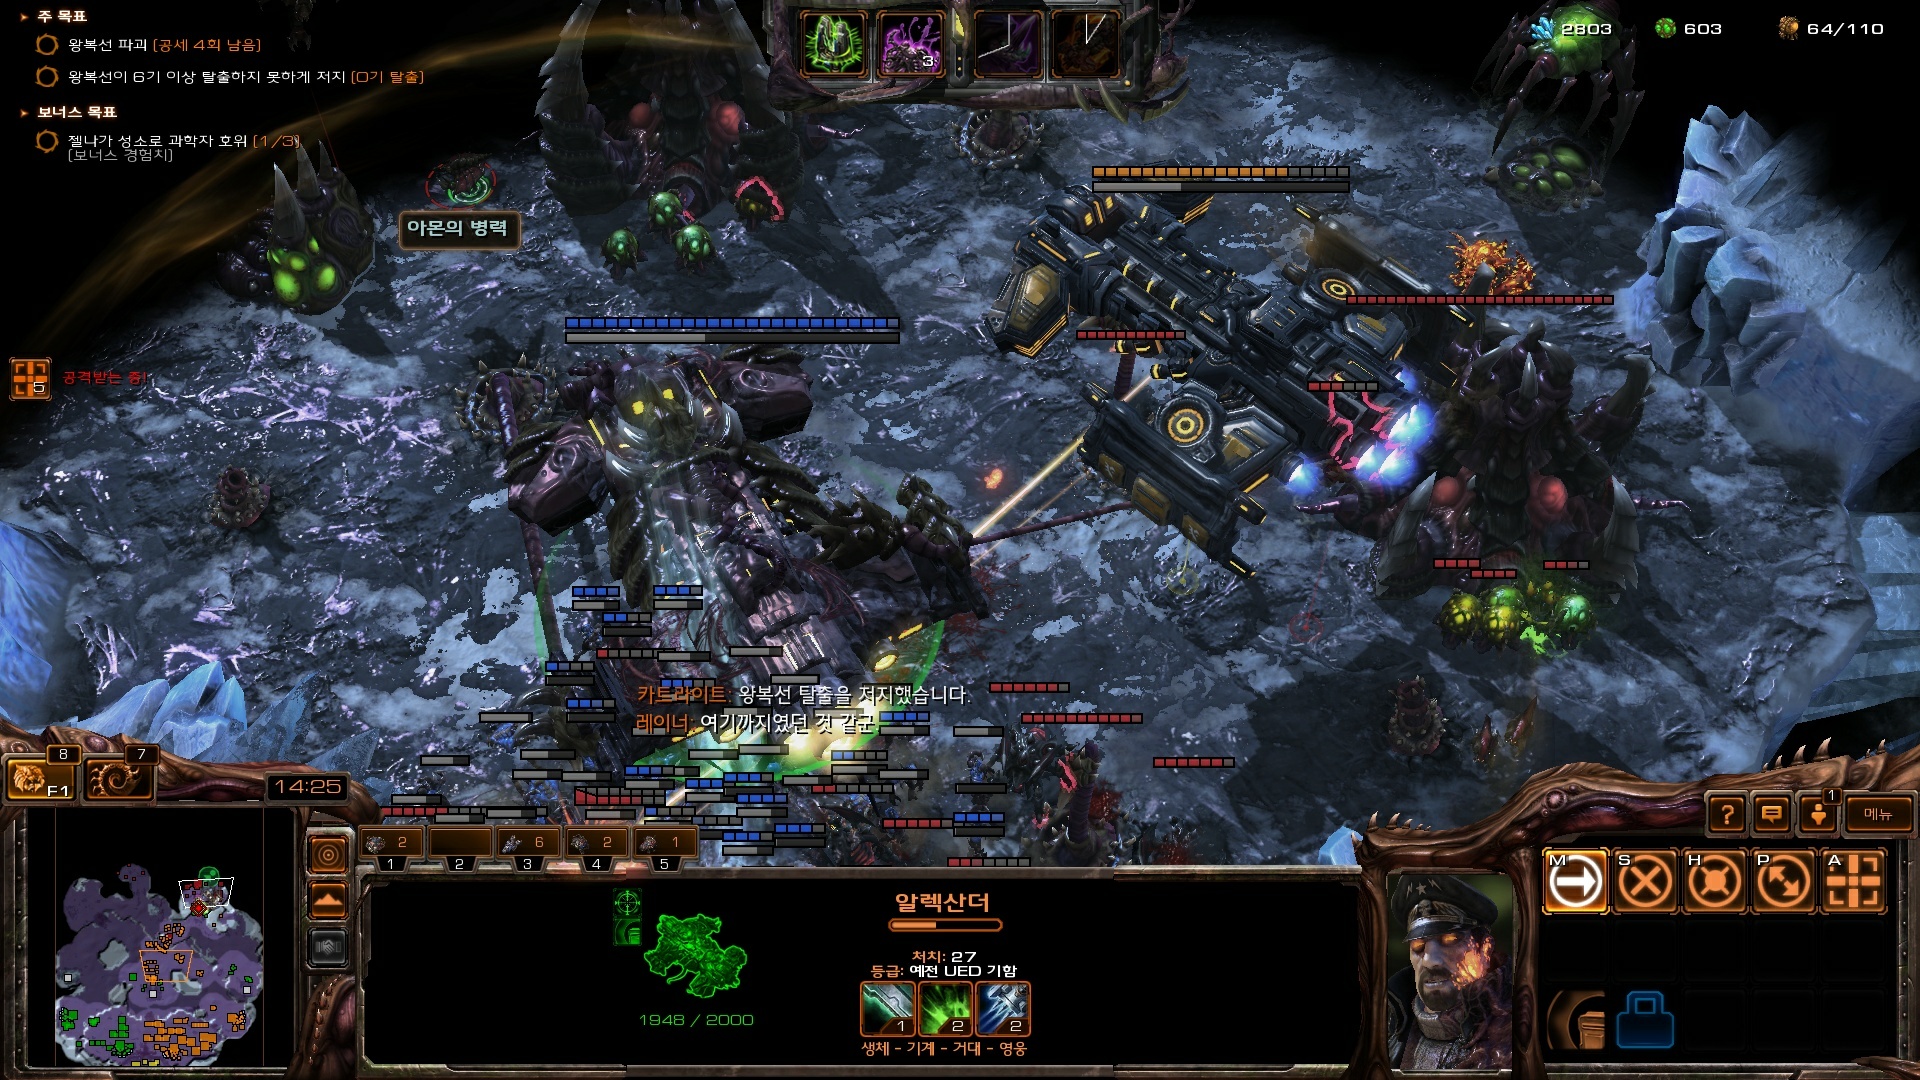 주 목표
왕복선 파괴 [공세 4회 남음]
왕복선이 6기 이상 탈출하지 못하게 저지 [0기 탈출]
보너스 목표
젤나가 성소로 과학자 호위 [1/3]
[보너스 경험치]
3
2803
603
64/110
아몬의 병력
5
공격받는 중!
카트라이트: 왕복선 탈출을 저지했습니다.
레이너: 여기까지였던 것 같군.
8
7
F1
14:25
2
6
2
1
1
2
3
4
5
?
1
메뉴
알렉산더
처치: 27
등급: 예전 UED 기함
1
2
2
생체 - 기계 - 거대 - 영웅
1948 / 2000
M
S
H
P
A